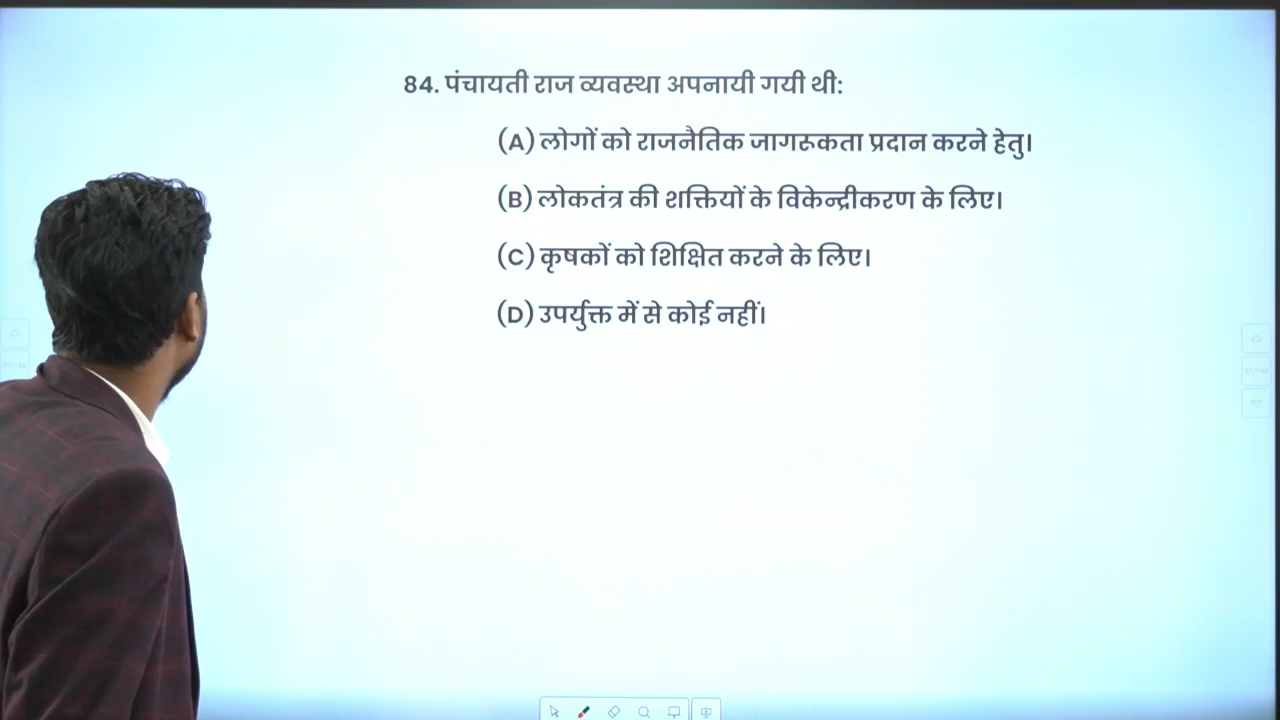 84. पंचायती राज व्यवस्था अपनायी गयी थी:
(A) लोगों को राजनैतिक जागरूकता प्रदान करने हेतु।
(B) लोकतंत्र की शक्तियों के विकेन्द्रीकरण के लिए।
(C) कृषकों को शिक्षित करने के लिए।
(D) उपर्युक्त में से कोई नहीं।